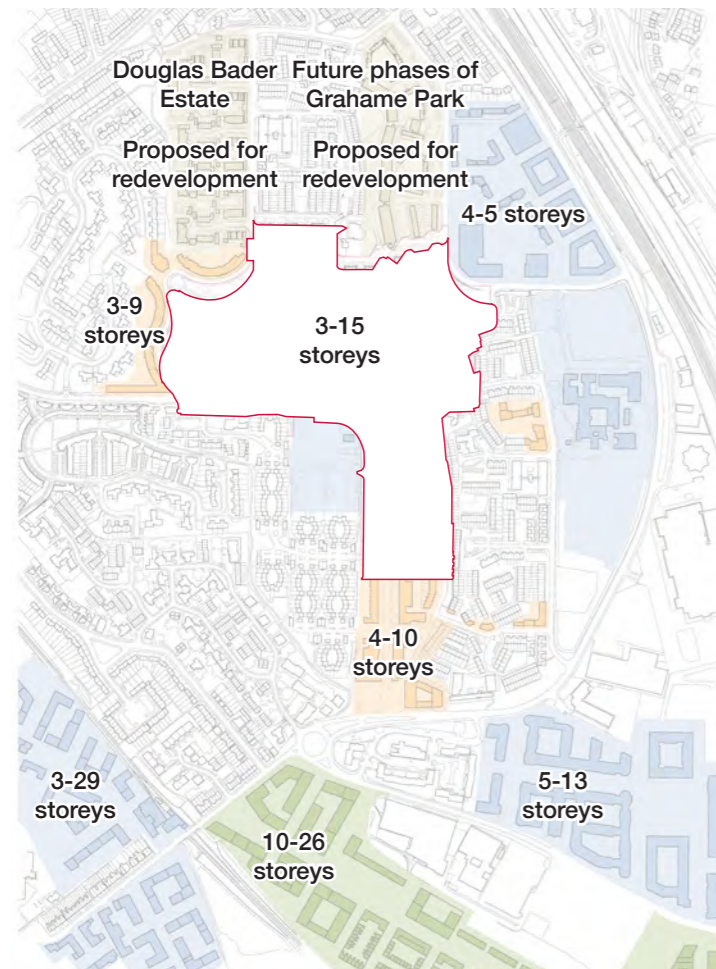 Douglas Bader
Estate
Future phases of
Grahame Park
Proposed for
redevelopment
Proposed for
redevelopment
4-5 storeys
3-9
storeys
3-15
storeys
4-10
storeys
3-29
storeys
5-13
storeys
10-26
storeys